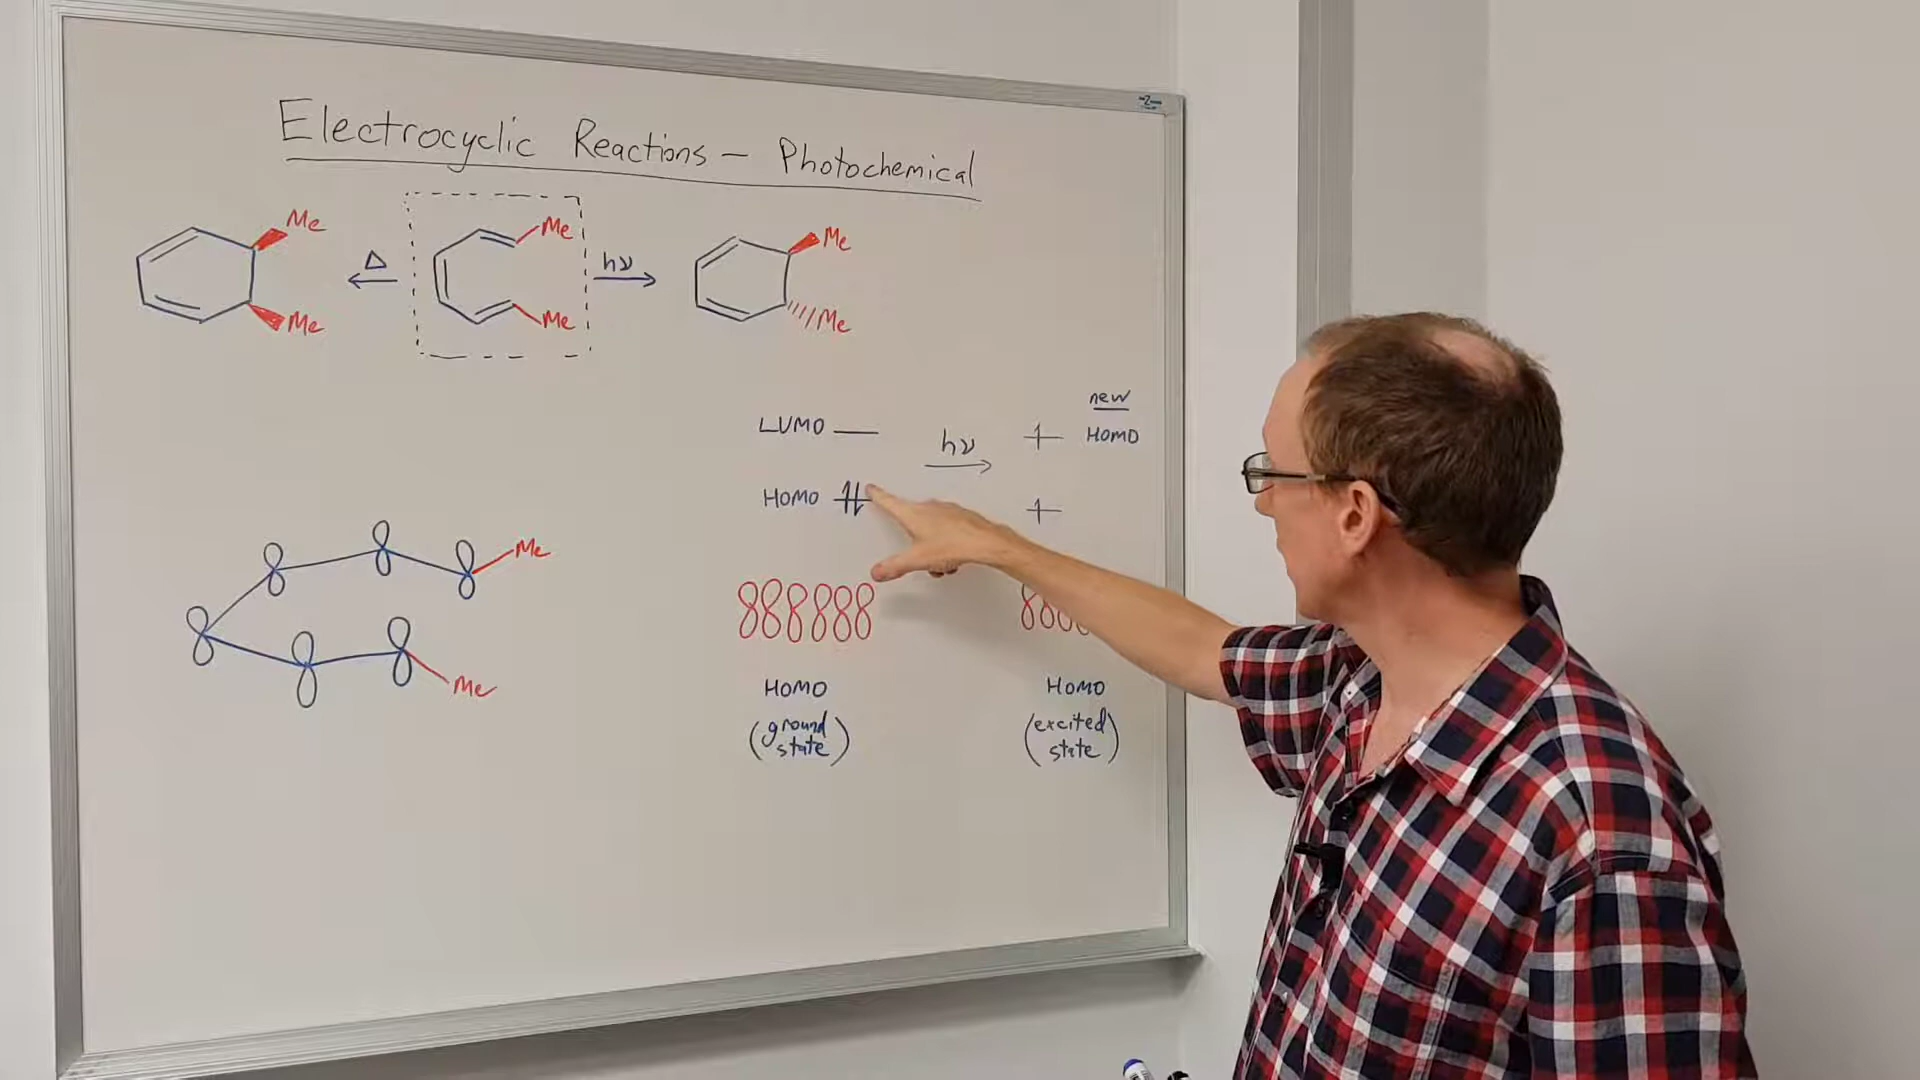 Electrocyclic Reactions – Photochemical
Me
Me
Δ
Me
Me
hν
Me
Me
LUMO
HOMO
hν
new
HOMO
Me
Me
HOMO
(ground
state)
HOMO
(excited
state)